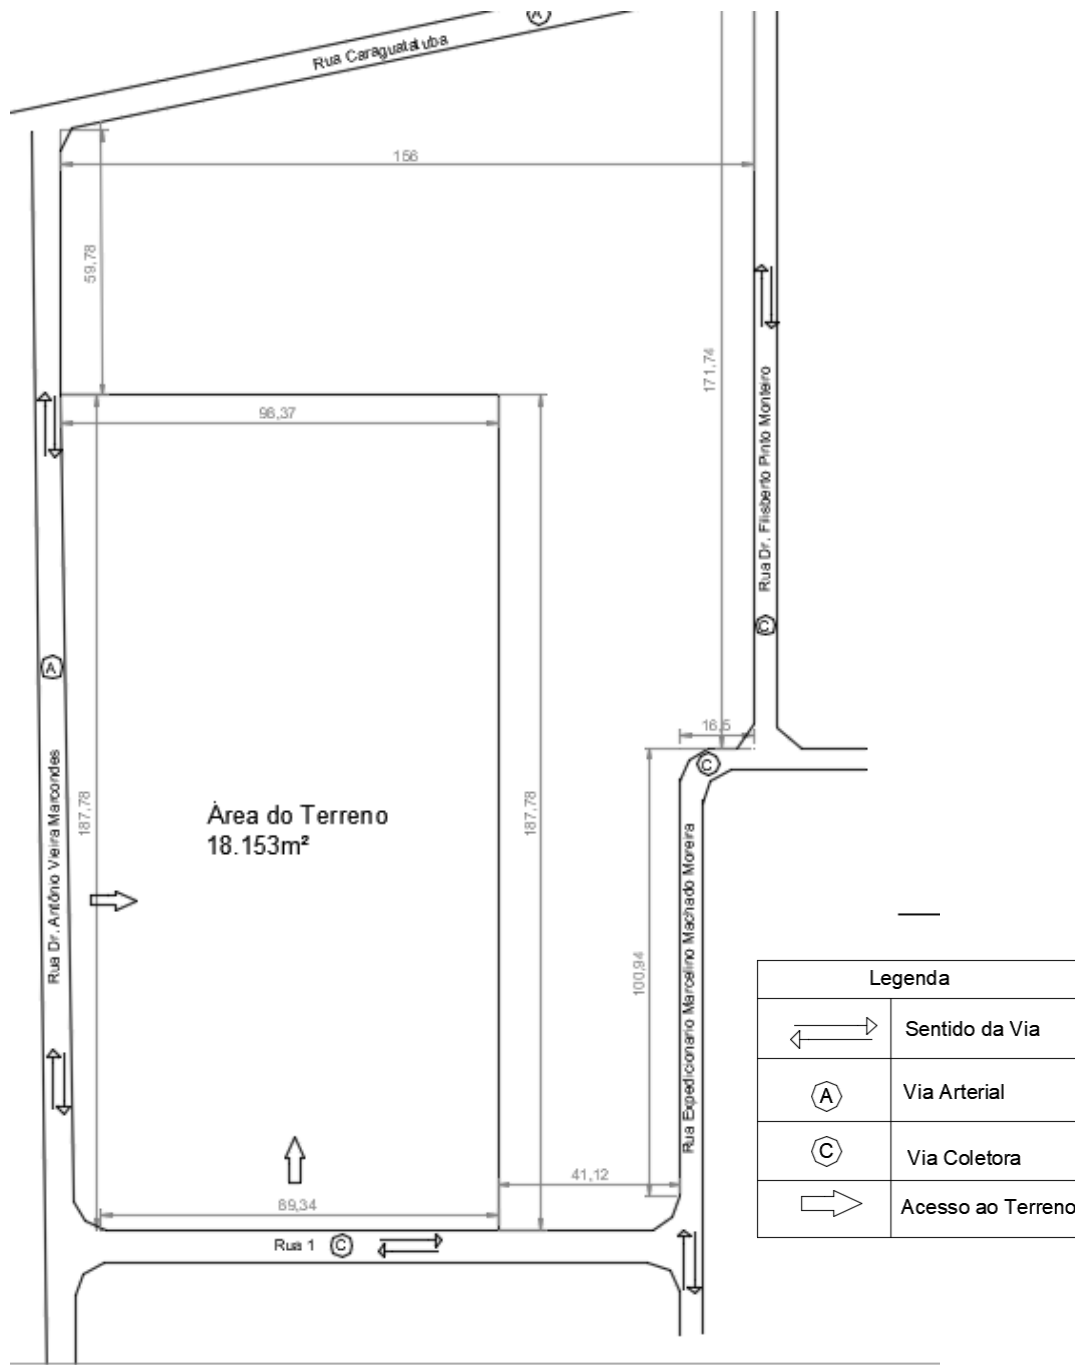 A
Rua Caraguatatuba
156
59,78
98,37
171,74
Rua Dr. Filisberto Pinto Monteiro
C
A
16,5
C
Rua Dr. Antônio Vieira Marcondes
187,78
Área do Terreno
18.153m²
187,78
Rua Expedicionario Marcelino Machado Moreira
100,94
41,12
89,34
Rua 1
C
Legenda
Sentido da Via
A
Via Arterial
C
Via Coletora
Acesso ao Terreno